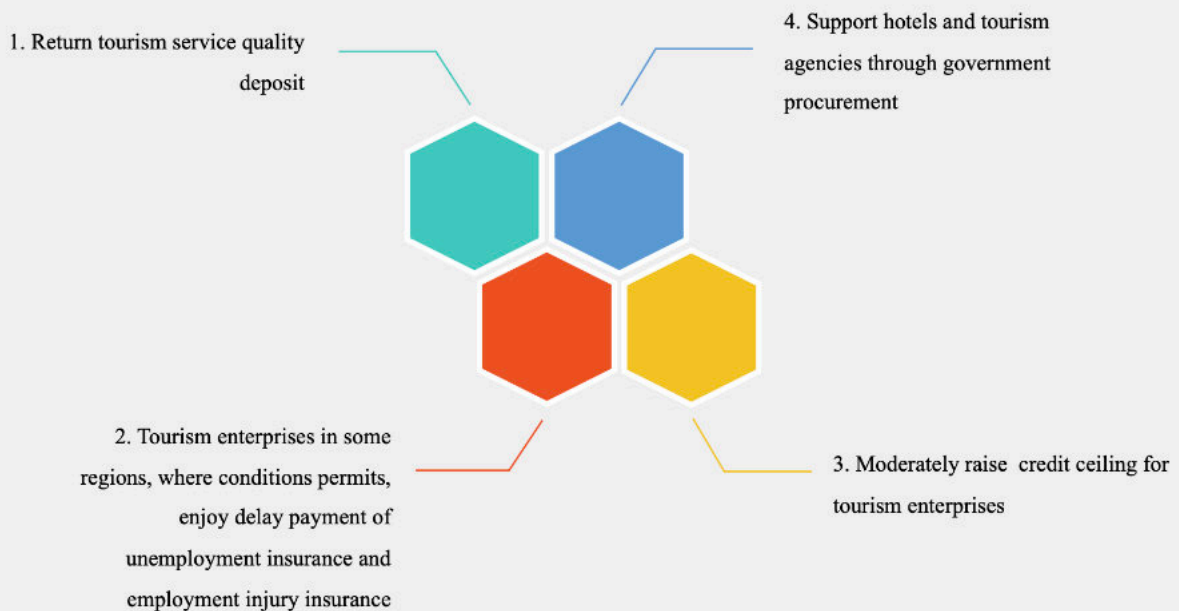 1. Return tourism service quality
deposit
2. Tourism enterprises in some
regions, where conditions permits,
enjoy delay payment of
unemployment insurance and
employment injury insurance
3. Moderately raise credit ceiling for
tourism enterprises
4. Support hotels and tourism
agencies through government
procurement